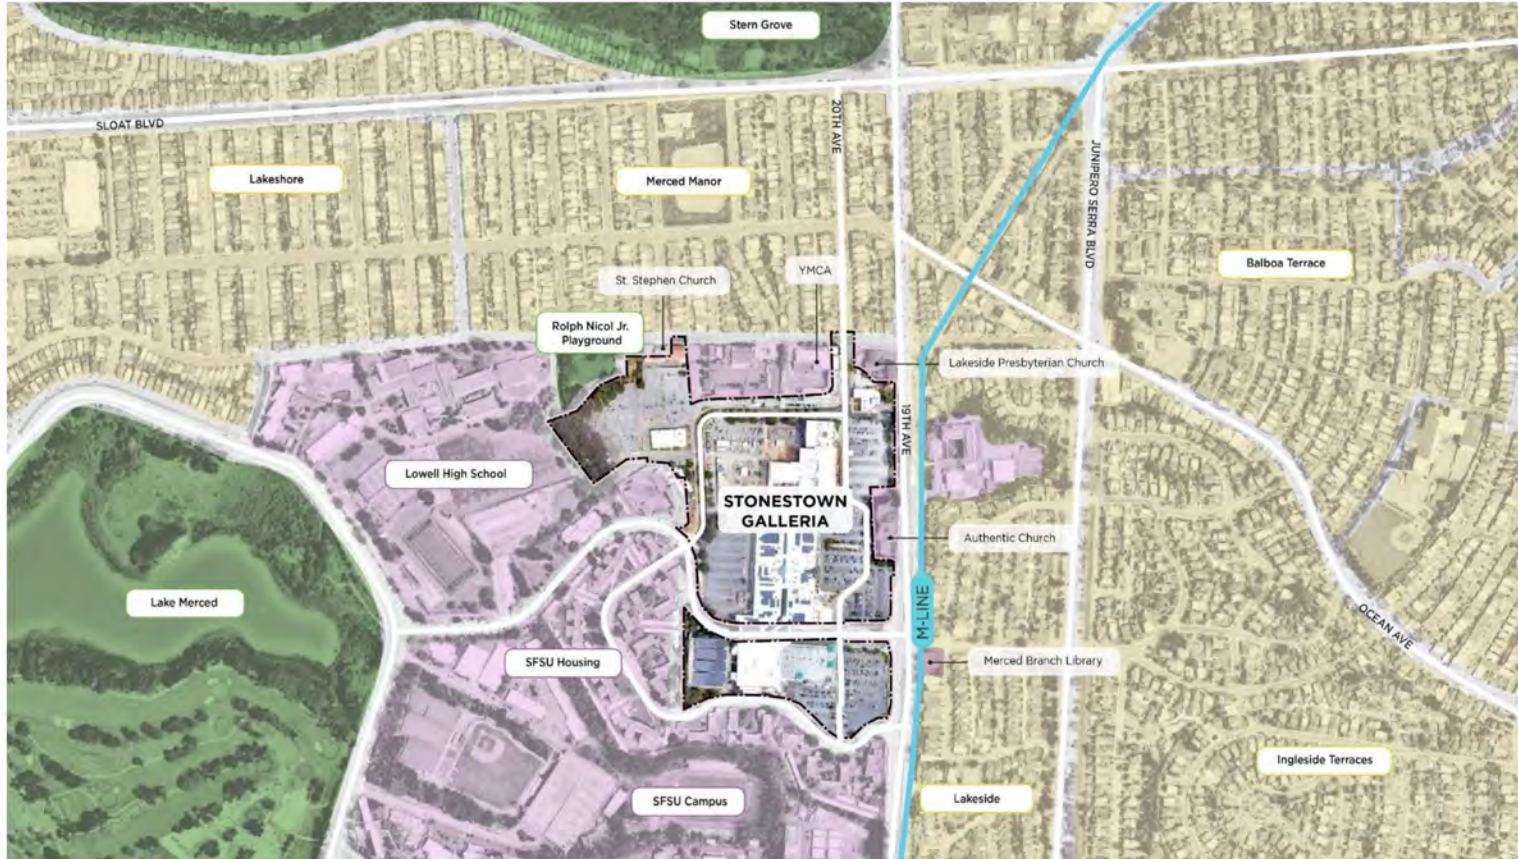 Stern Grove
SLOAT BLVD
20TH AVE
Lakeshore
Merced Manor
JUNIPERO SERRA BLVD
Balboa Terrace
St. Stephen Church
YMCA
Rolph Nicol Jr.
Playground
Lakeside Presbyterian Church
19TH AVE
Lowell High School
STONESTOWN
GALLERIA
Authentic Church
Lake Merced
M-LINE
OCEAN AVE
SFSU Housing
Merced Branch Library
Ingleside Terraces
SFSU Campus
Lakeside